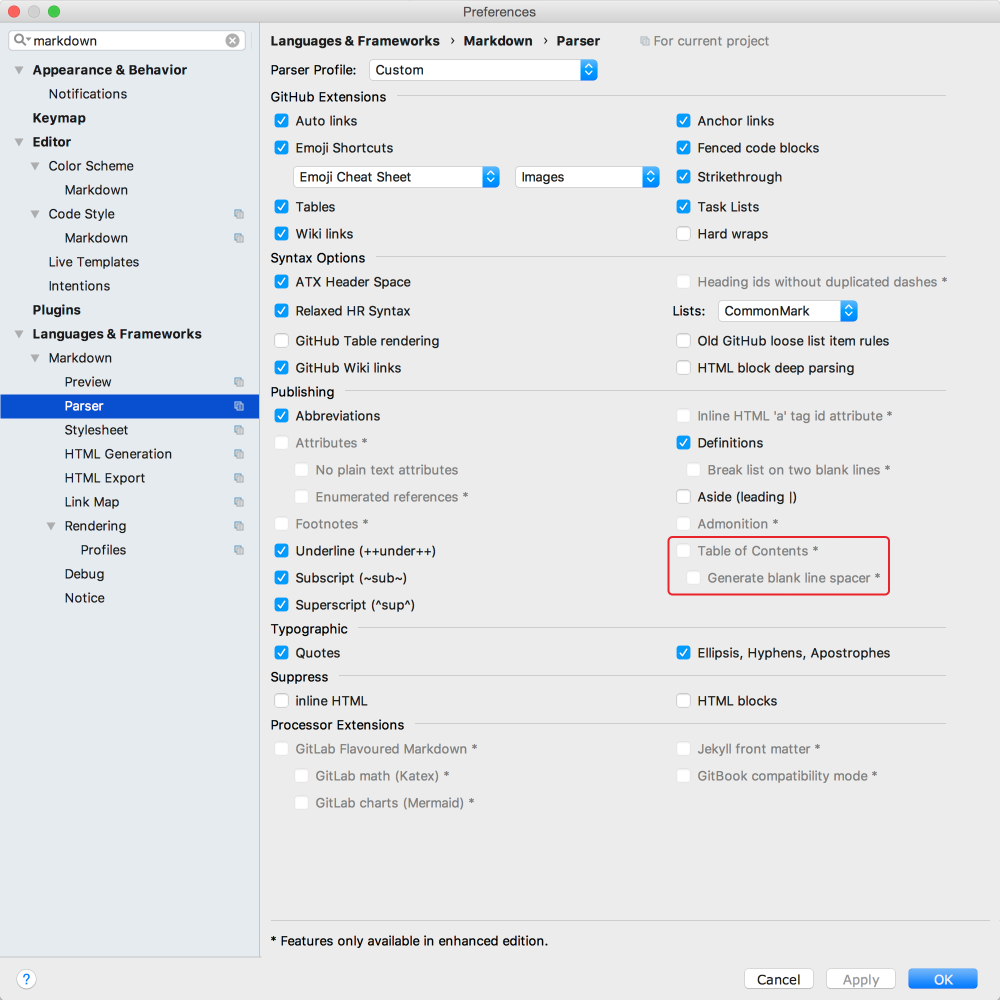 Preferences
markdown
Appearance & Behavior
Notifications
Keymap
Editor
Color Scheme
Markdown
Code Style
Markdown
Live Templates
Intentions
Plugins
Languages & Frameworks
Markdown
Preview
Parser
Stylesheet
HTML Generation
HTML Export
Link Map
Rendering
Profiles
Debug
Notice
?
Languages & Frameworks › Markdown › Parser For current project
Parser Profile: Custom
GitHub Extensions
Auto links Anchor links
Emoji Shortcuts Fenced code blocks
Emoji Cheat Sheet Images Strikethrough
Tables Task Lists
Wiki links Hard wraps
Syntax Options
ATX Header Space Heading ids without duplicated dashes *
Relaxed HR Syntax Lists: CommonMark
GitHub Table rendering Old GitHub loose list item rules
GitHub Wiki links HTML block deep parsing
Publishing
Abbreviations Inline HTML 'a' tag id attribute *
Attributes * Definitions
No plain text attributes Break list on two blank lines *
Enumerated references * Aside (leading |)
Footnotes * Admonition *
Underline (++under++) Table of Contents *
Subscript (~sub~) Generate blank line spacer *
Superscript (^sup^)
Typographic
Quotes Ellipsis, Hyphens, Apostrophes
Suppress
inline HTML HTML blocks
Processor Extensions
GitLab Flavoured Markdown * Jekyll front matter *
GitLab math (Katex) * GitBook compatibility mode *
GitLab charts (Mermaid) *
* Features only available in enhanced edition.
Cancel Apply OK